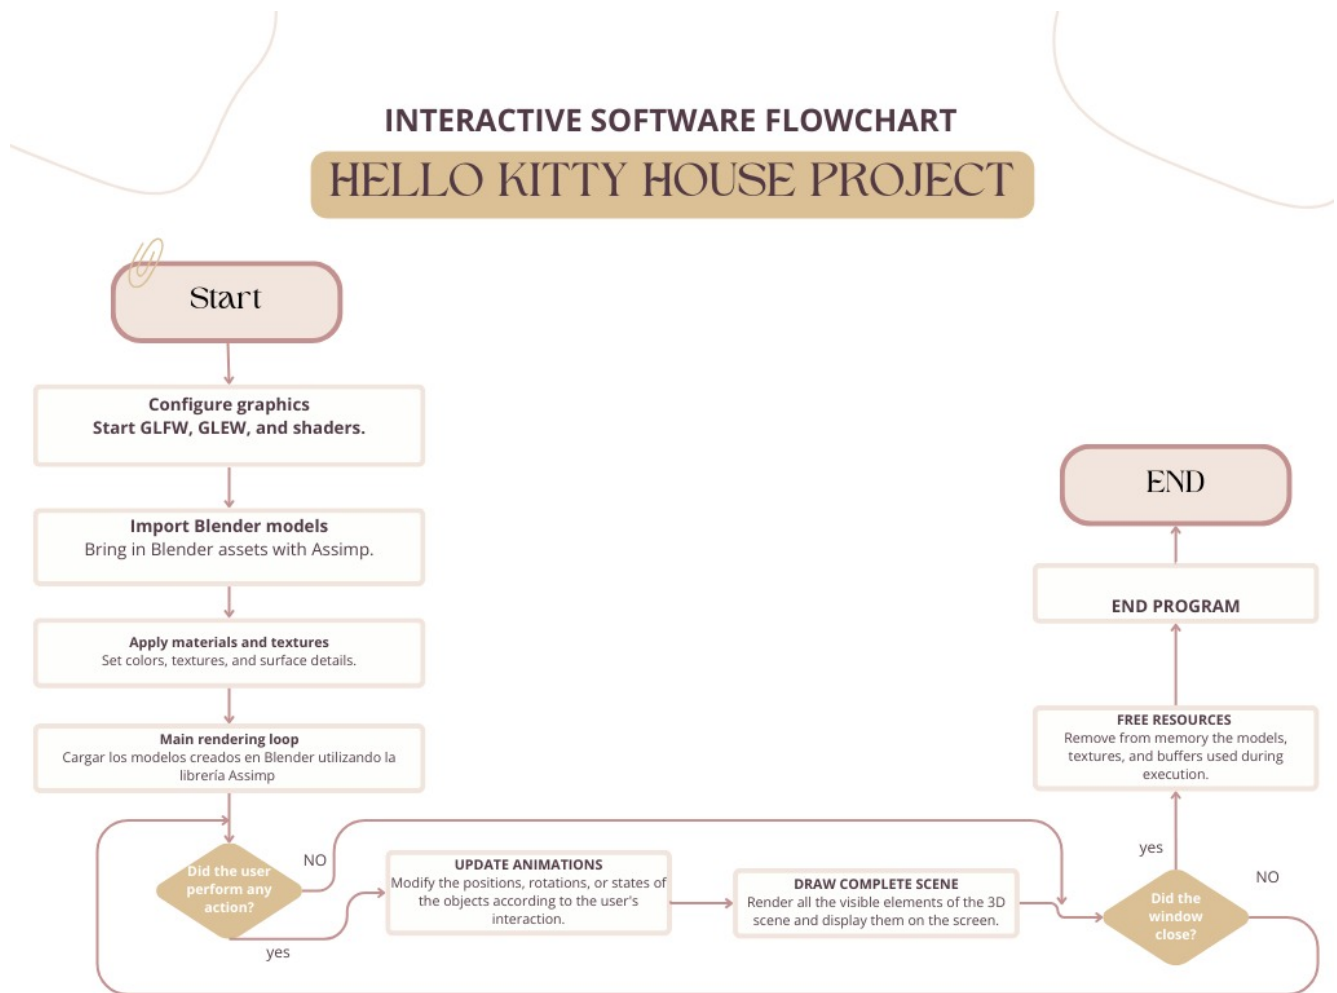 INTERACTIVE SOFTWARE FLOWCHART
HELLO KITTY HOUSE PROJECT
Start
Configure graphics
Start GLFW, GLEW, and shaders.
Import Blender models
Bring in Blender assets with Assimp.
Apply materials and textures
Set colors, textures, and surface details.
Main rendering loop
Cargar los modelos creados en Blender utilizando la
librería Assimp
Did the user
perform any
action?
NO
yes
UPDATE ANIMATIONS
Modify the positions, rotations, or states of
the objects according to the user's
interaction.
DRAW COMPLETE SCENE
Render all the visible elements of the 3D
scene and display them on the screen.
Did the
window
close?
NO
yes
FREE RESOURCES
Remove from memory the models,
textures, and buffers used during
execution.
END PROGRAM
END